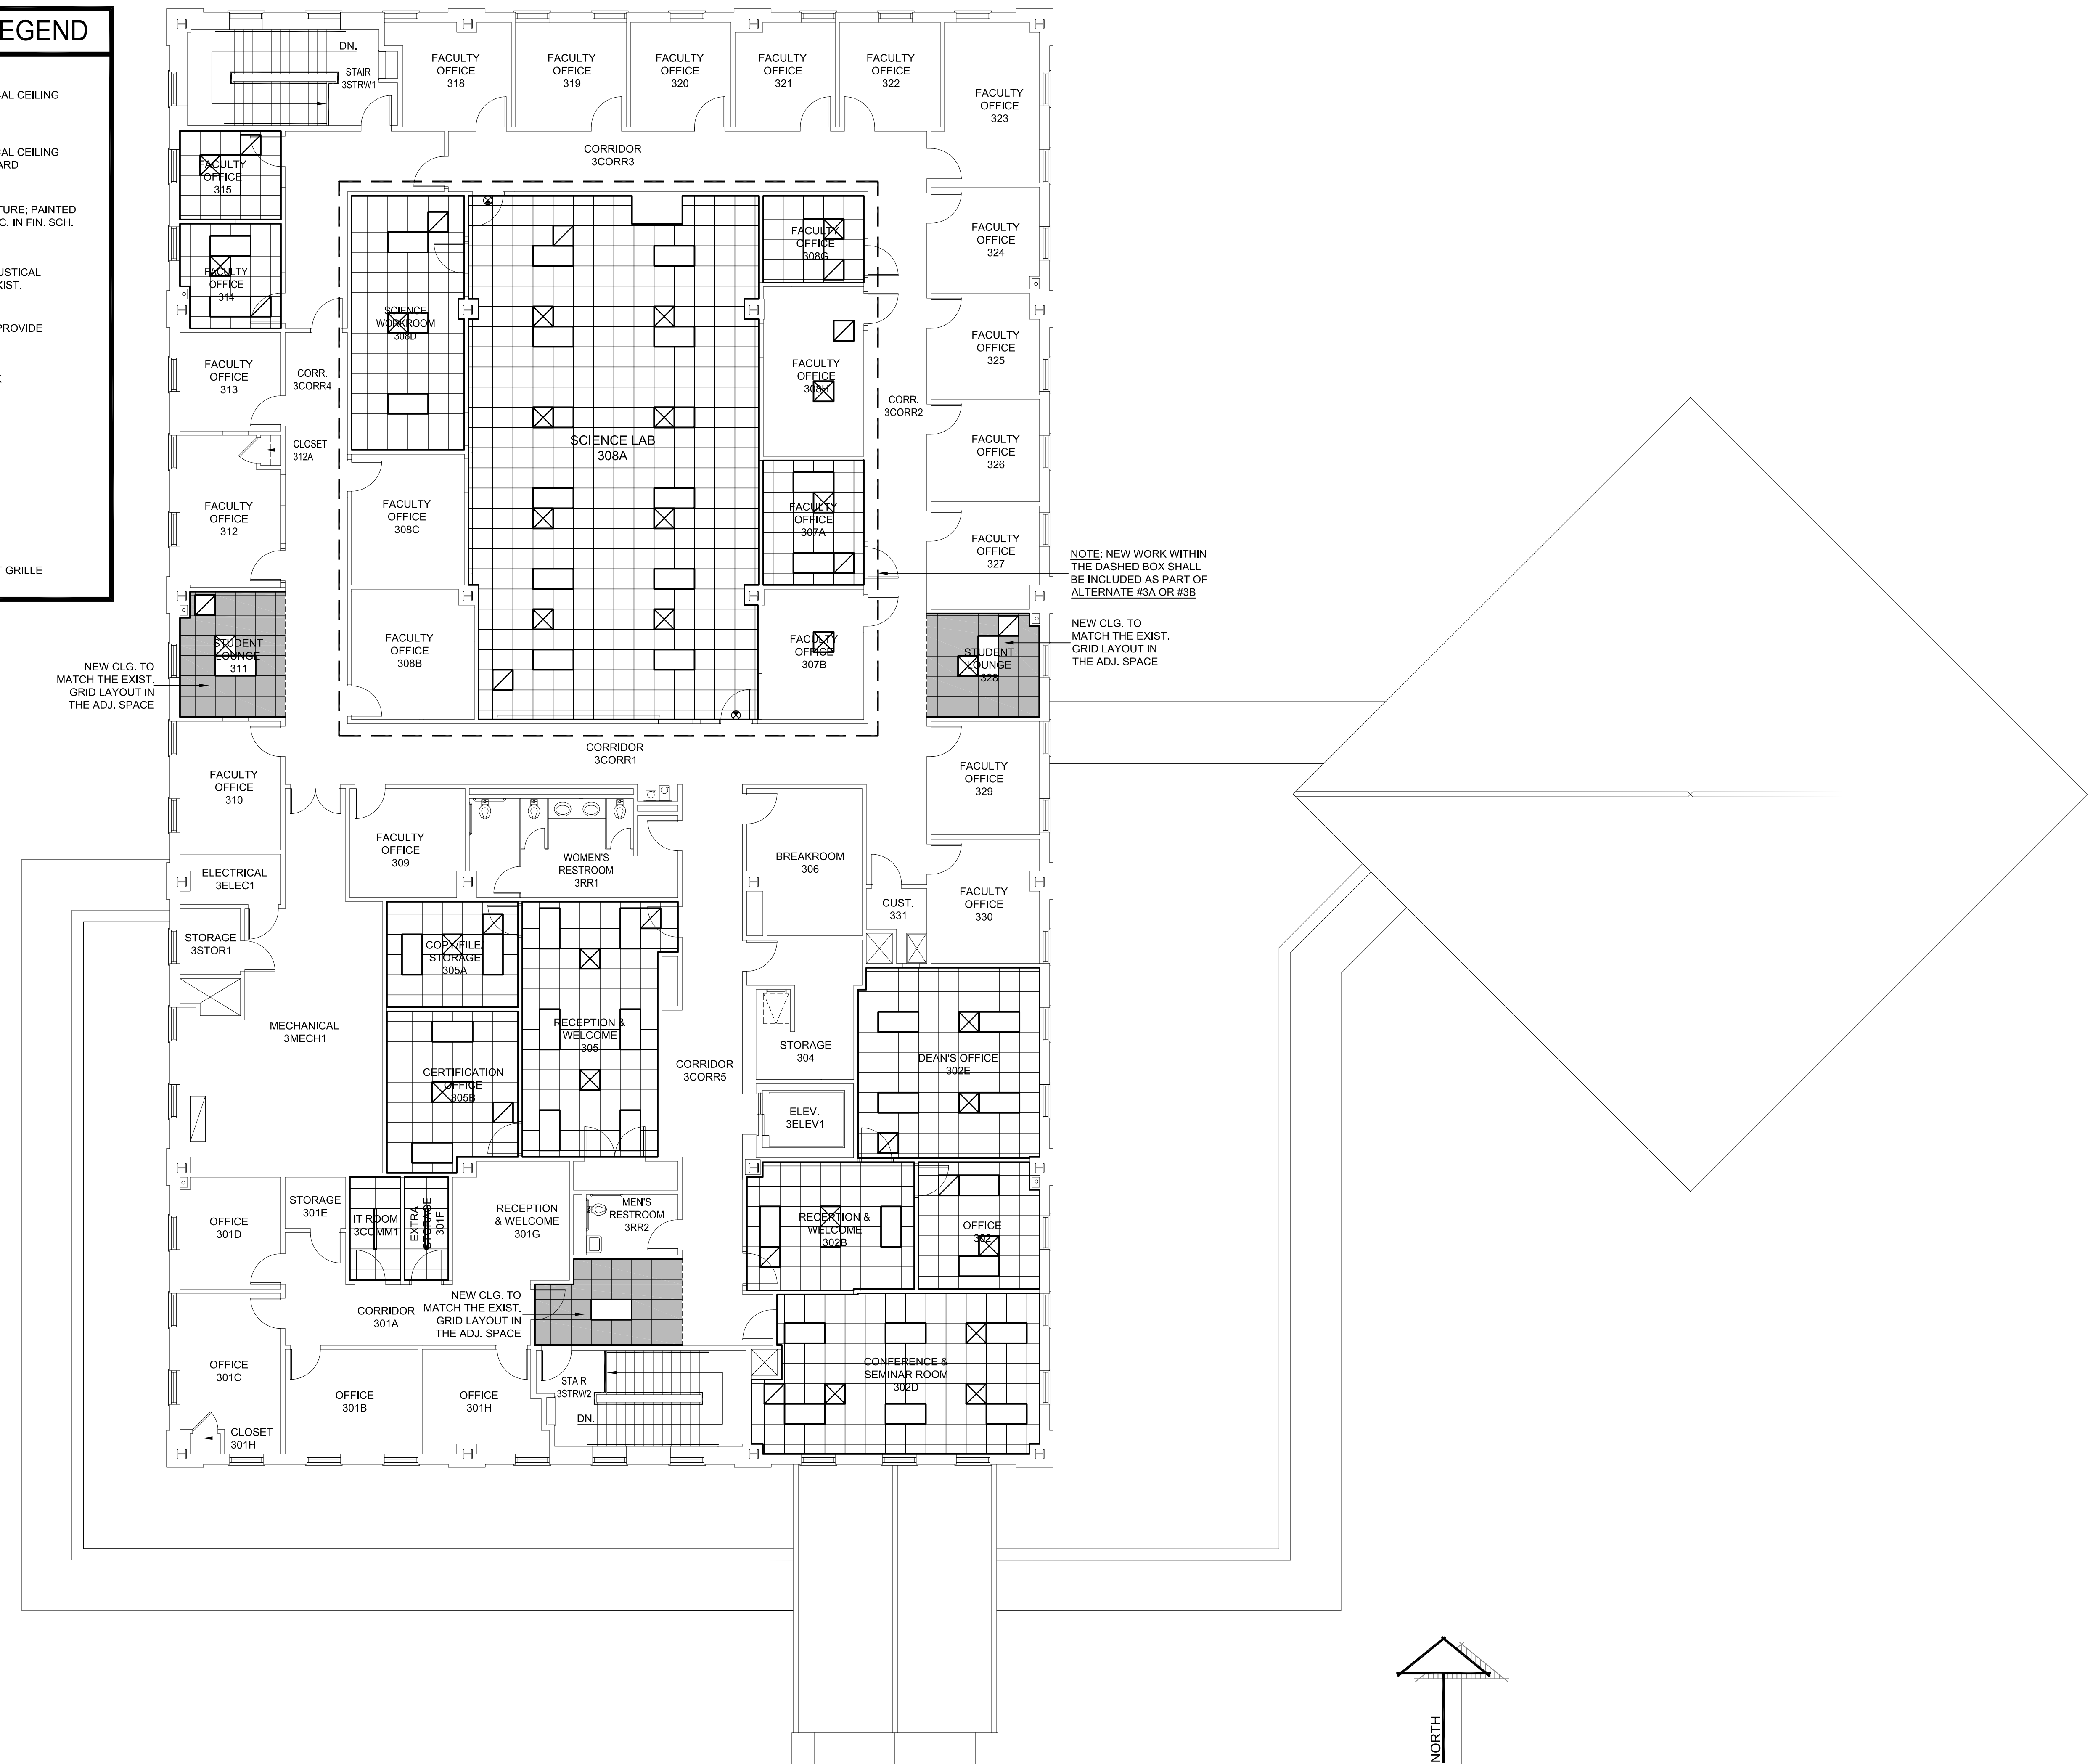 EGEND
AL CEILING
AL CEILING
ARD
TURE; PAINTED
C. IN FIN. SCH.
USTICAL
XIST.
PROVIDE
T GRILLE
DN.
STAIR
3STRW1
FACULTY
OFFICE
318
FACULTY
OFFICE
319
FACULTY
OFFICE
320
FACULTY
OFFICE
321
FACULTY
OFFICE
322
FACULTY
OFFICE
323
CORRIDOR
3CORR3
FACULTY
OFFICE
315
FACULTY
OFFICE
314
FACULTY
OFFICE
313
CORR.
3CORR4
CLOSET
312A
FACULTY
OFFICE
312
SCIENCE
WORKROOM
308D
SCIENCE LAB
308A
FACULTY
OFFICE
308G
FACULTY
OFFICE
308H
CORR.
3CORR2
FACULTY
OFFICE
324
FACULTY
OFFICE
325
FACULTY
OFFICE
326
FACULTY
OFFICE
327
FACULTY
OFFICE
308C
FACULTY
OFFICE
307A
NOTE: NEW WORK WITHIN
THE DASHED BOX SHALL
BE INCLUDED AS PART OF
ALTERNATE #3A OR #3B
STUDENT
LOUNGE
311
NEW CLG. TO
MATCH THE EXIST.
GRID LAYOUT IN
THE ADJ. SPACE
FACULTY
OFFICE
308B
FACULTY
OFFICE
307B
STUDENT
LOUNGE
328
NEW CLG. TO
MATCH THE EXIST.
GRID LAYOUT IN
THE ADJ. SPACE
CORRIDOR
3CORR1
FACULTY
OFFICE
310
FACULTY
OFFICE
329
FACULTY
OFFICE
309
WOMEN'S
RESTROOM
3RR1
BREAKROOM
306
ELECTRICAL
3ELEC1
CUST.
331
FACULTY
OFFICE
330
STORAGE
3STOR1
COPY/FILE/
STORAGE
305A
MECHANICAL
3MECH1
RECEPTION &
WELCOME
305
STORAGE
304
DEAN'S OFFICE
302E
CERTIFICATION
OFFICE
305B
CORRIDOR
3CORR5
ELEV.
3ELEV1
OFFICE
301D
STORAGE
301E
IT ROOM
3COMM1
EXTRA
STORAGE
301F
RECEPTION
& WELCOME
301G
MEN'S
RESTROOM
3RR2
RECEPTION &
WELCOME
302B
OFFICE
302
CORRIDOR
301A
NEW CLG. TO
MATCH THE EXIST.
GRID LAYOUT IN
THE ADJ. SPACE
OFFICE
301C
OFFICE
301B
OFFICE
301H
STAIR
3STRW2
DN.
CONFERENCE &
SEMINAR ROOM
302D
CLOSET
301H
NORTH